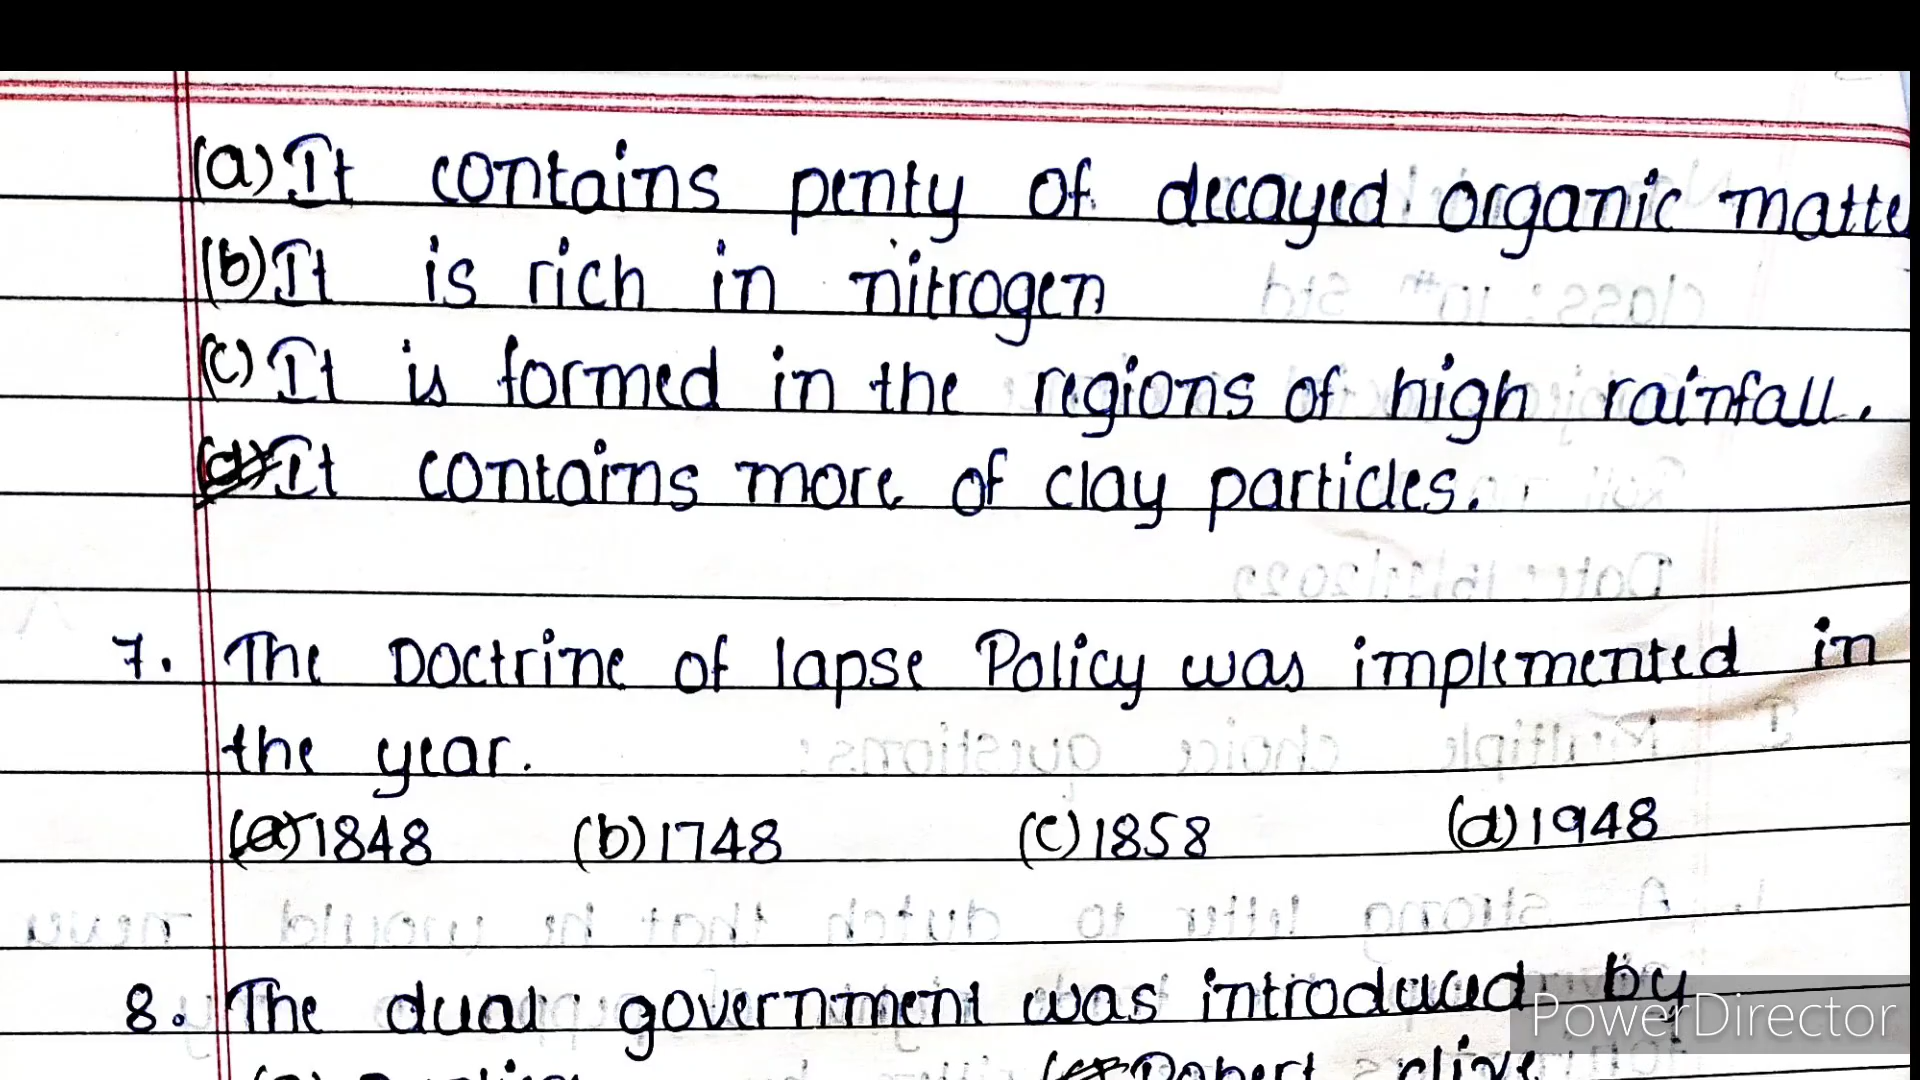 (a) It contains penty of decayed organic matte
(b) It is rich in nitrogen
(c) It is formed in the regions of high rainfall.
(d) It contains more of clay particles.
7. The Doctrine of lapse Policy was implemented in
the year.
(a) 1848 (b) 1748 (c) 1858 (d) 1948
8. The dual government was introduced by
Robert clive
PowerDirector